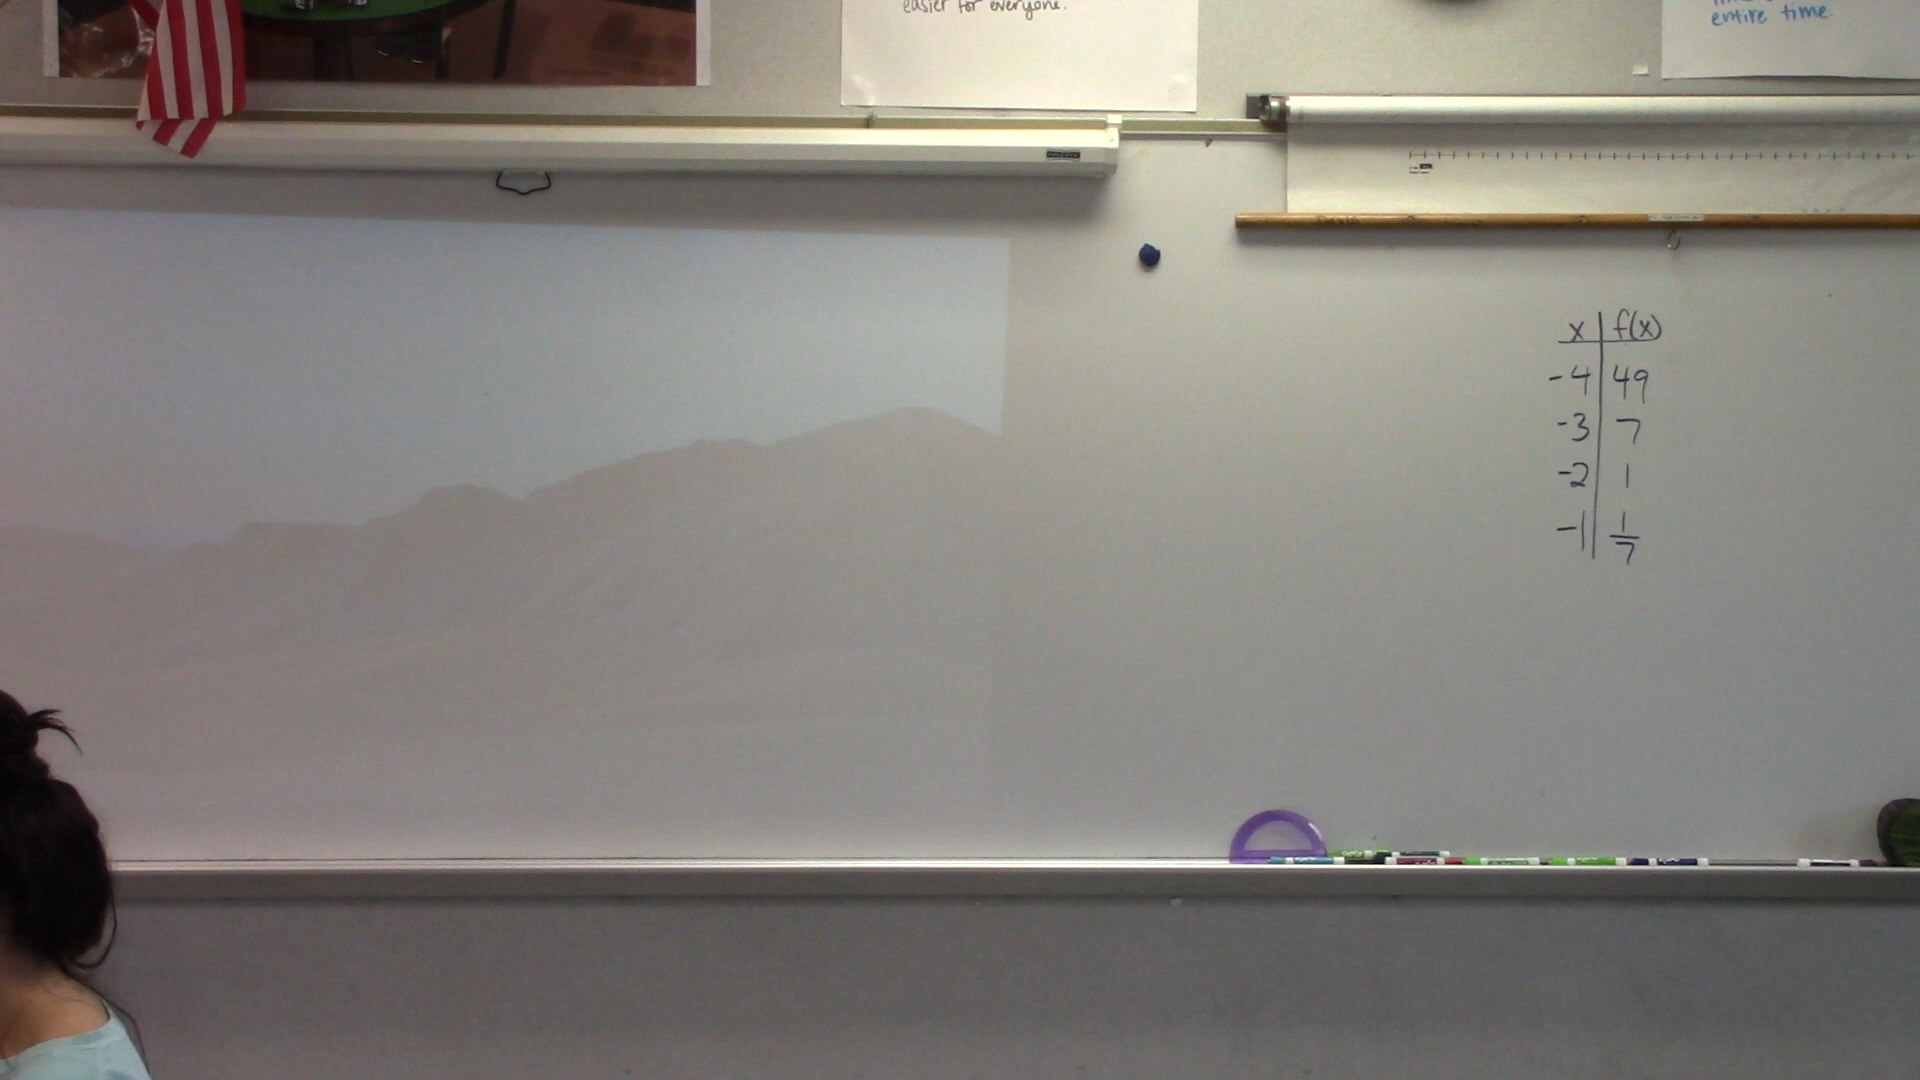 easier for everyone.
entire time.
x f(x)
-4 49
-3 7
-2 1
-1 1/7